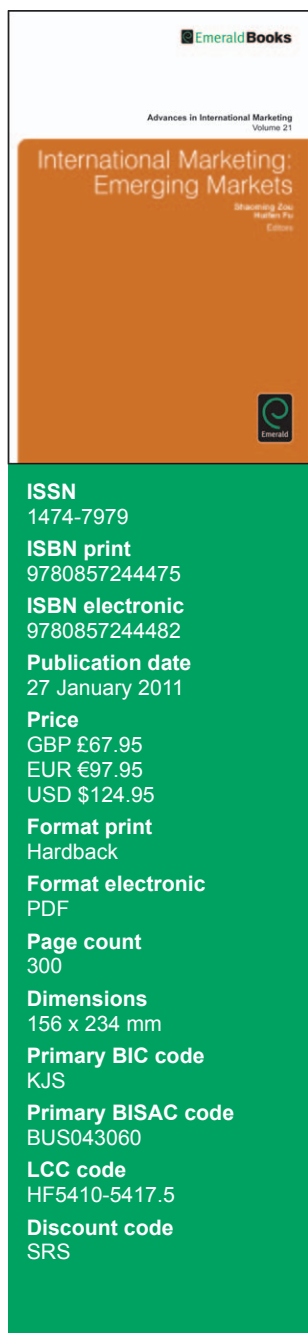 Emerald Books
Advances in International Marketing
Volume 21
International Marketing:
Emerging Markets
Shaoming Zou
Huifen Fu
Editors
Emerald
ISSN
1474-7979
ISBN print
9780857244475
ISBN electronic
9780857244482
Publication date
27 January 2011
Price
GBP £67.95
EUR €97.95
USD $124.95
Format print
Hardback
Format electronic
PDF
Page count
300
Dimensions
156 x 234 mm
Primary BIC code
KJS
Primary BISAC code
BUS043060
LCC code
HF5410-5417.5
Discount code
SRS